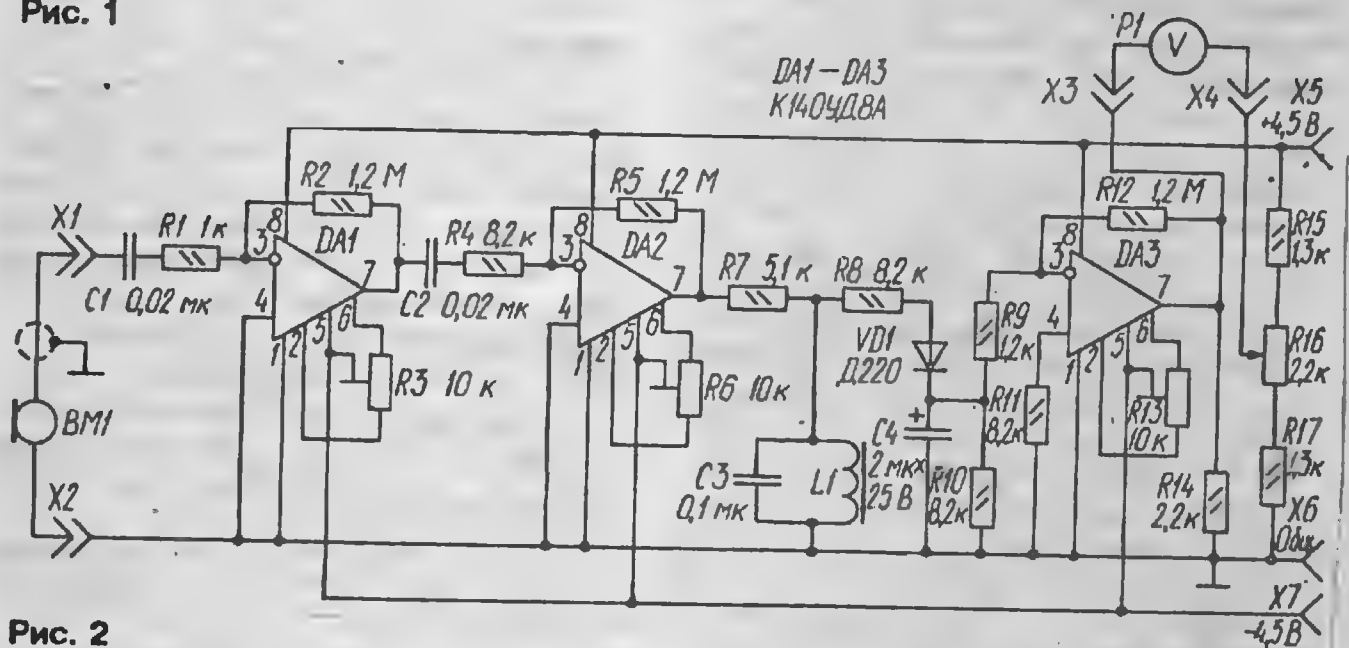 Рис. 1
P1
V
DA1 – DA3
К140УД8А
X3
X4
X5
+4,5 В
R2 1,2 М
R5 1,2 М
R12 1,2 М
X1
R1 1к
8
3
DA1
7
4
1
2
5
6
C1 0,02 мк
R3 10 к
C2 0,02 мк
R4 8,2 к
8
3
DA2
7
4
1
2
5
6
R6 10к
R7 5,1 к
R8 8,2 к
VD1
Д220
R9
1,2к
8
3
DA3
7
4
1
2
5
6
R15
1,3к
R16
2,2к
R17
1,3к
BM1
X2
C3
0,1 мк
L1
+
C4
2 мк×
25 В
R10
8,2к
R11
8,2к
R13
10к
R14
2,2к
X6
Общ.
X7
-4,5 В
Рис. 2